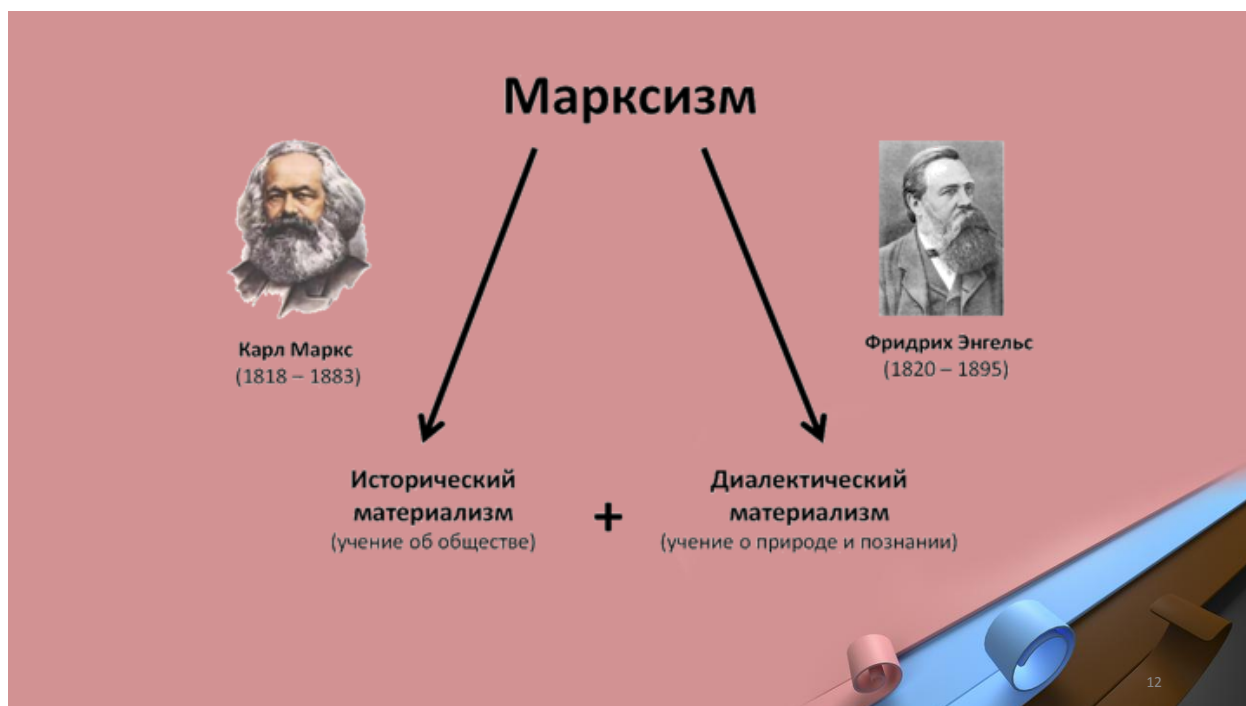 Марксизм
Карл Маркс
(1818 – 1883)
Фридрих Энгельс
(1820 – 1895)
Исторический
материализм
(учение об обществе)
+
Диалектический
материализм
(учение о природе и познании)
12